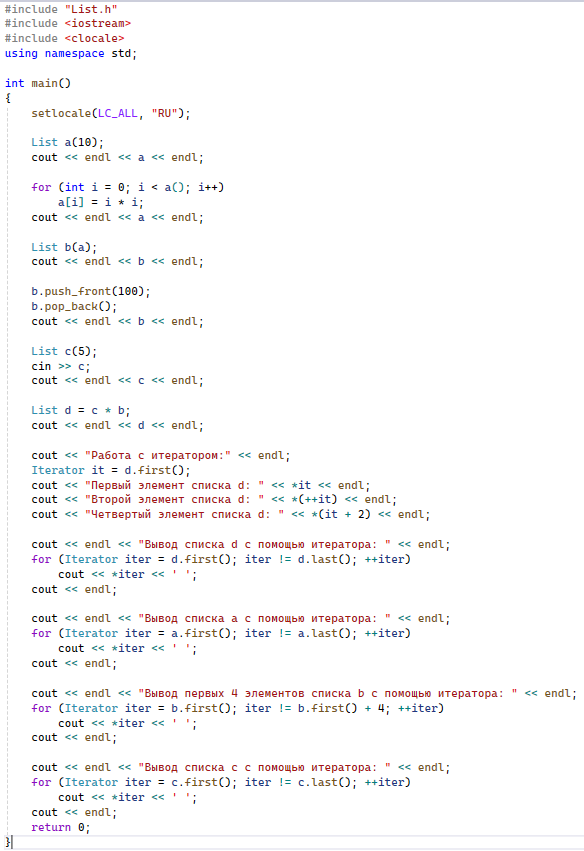 #include "List.h"
#include <iostream>
#include <clocale>
using namespace std;

int main()
{
    setlocale(LC_ALL, "RU");

    List a(10);
    cout << endl << a << endl;

    for (int i = 0; i < a(); i++)
        a[i] = i * i;
    cout << endl << a << endl;

    List b(a);
    cout << endl << b << endl;

    b.push_front(100);
    b.pop_back();
    cout << endl << b << endl;

    List c(5);
    cin >> c;
    cout << endl << c << endl;

    List d = c * b;
    cout << endl << d << endl;

    cout << "Работа с итератором:" << endl;
    Iterator it = d.first();
    cout << "Первый элемент списка d: " << *it << endl;
    cout << "Второй элемент списка d: " << *(++it) << endl;
    cout << "Четвертый элемент списка d: " << *(it + 2) << endl;

    cout << endl << "Вывод списка d с помощью итератора: " << endl;
    for (Iterator iter = d.first(); iter != d.last(); ++iter)
        cout << *iter << ' ';
    cout << endl;

    cout << endl << "Вывод списка a с помощью итератора: " << endl;
    for (Iterator iter = a.first(); iter != a.last(); ++iter)
        cout << *iter << ' ';
    cout << endl;

    cout << endl << "Вывод первых 4 элементов списка b с помощью итератора: " << endl;
    for (Iterator iter = b.first(); iter != b.first() + 4; ++iter)
        cout << *iter << ' ';
    cout << endl;

    cout << endl << "Вывод списка c с помощью итератора: " << endl;
    for (Iterator iter = c.first(); iter != c.last(); ++iter)
        cout << *iter << ' ';
    cout << endl;
    return 0;
}